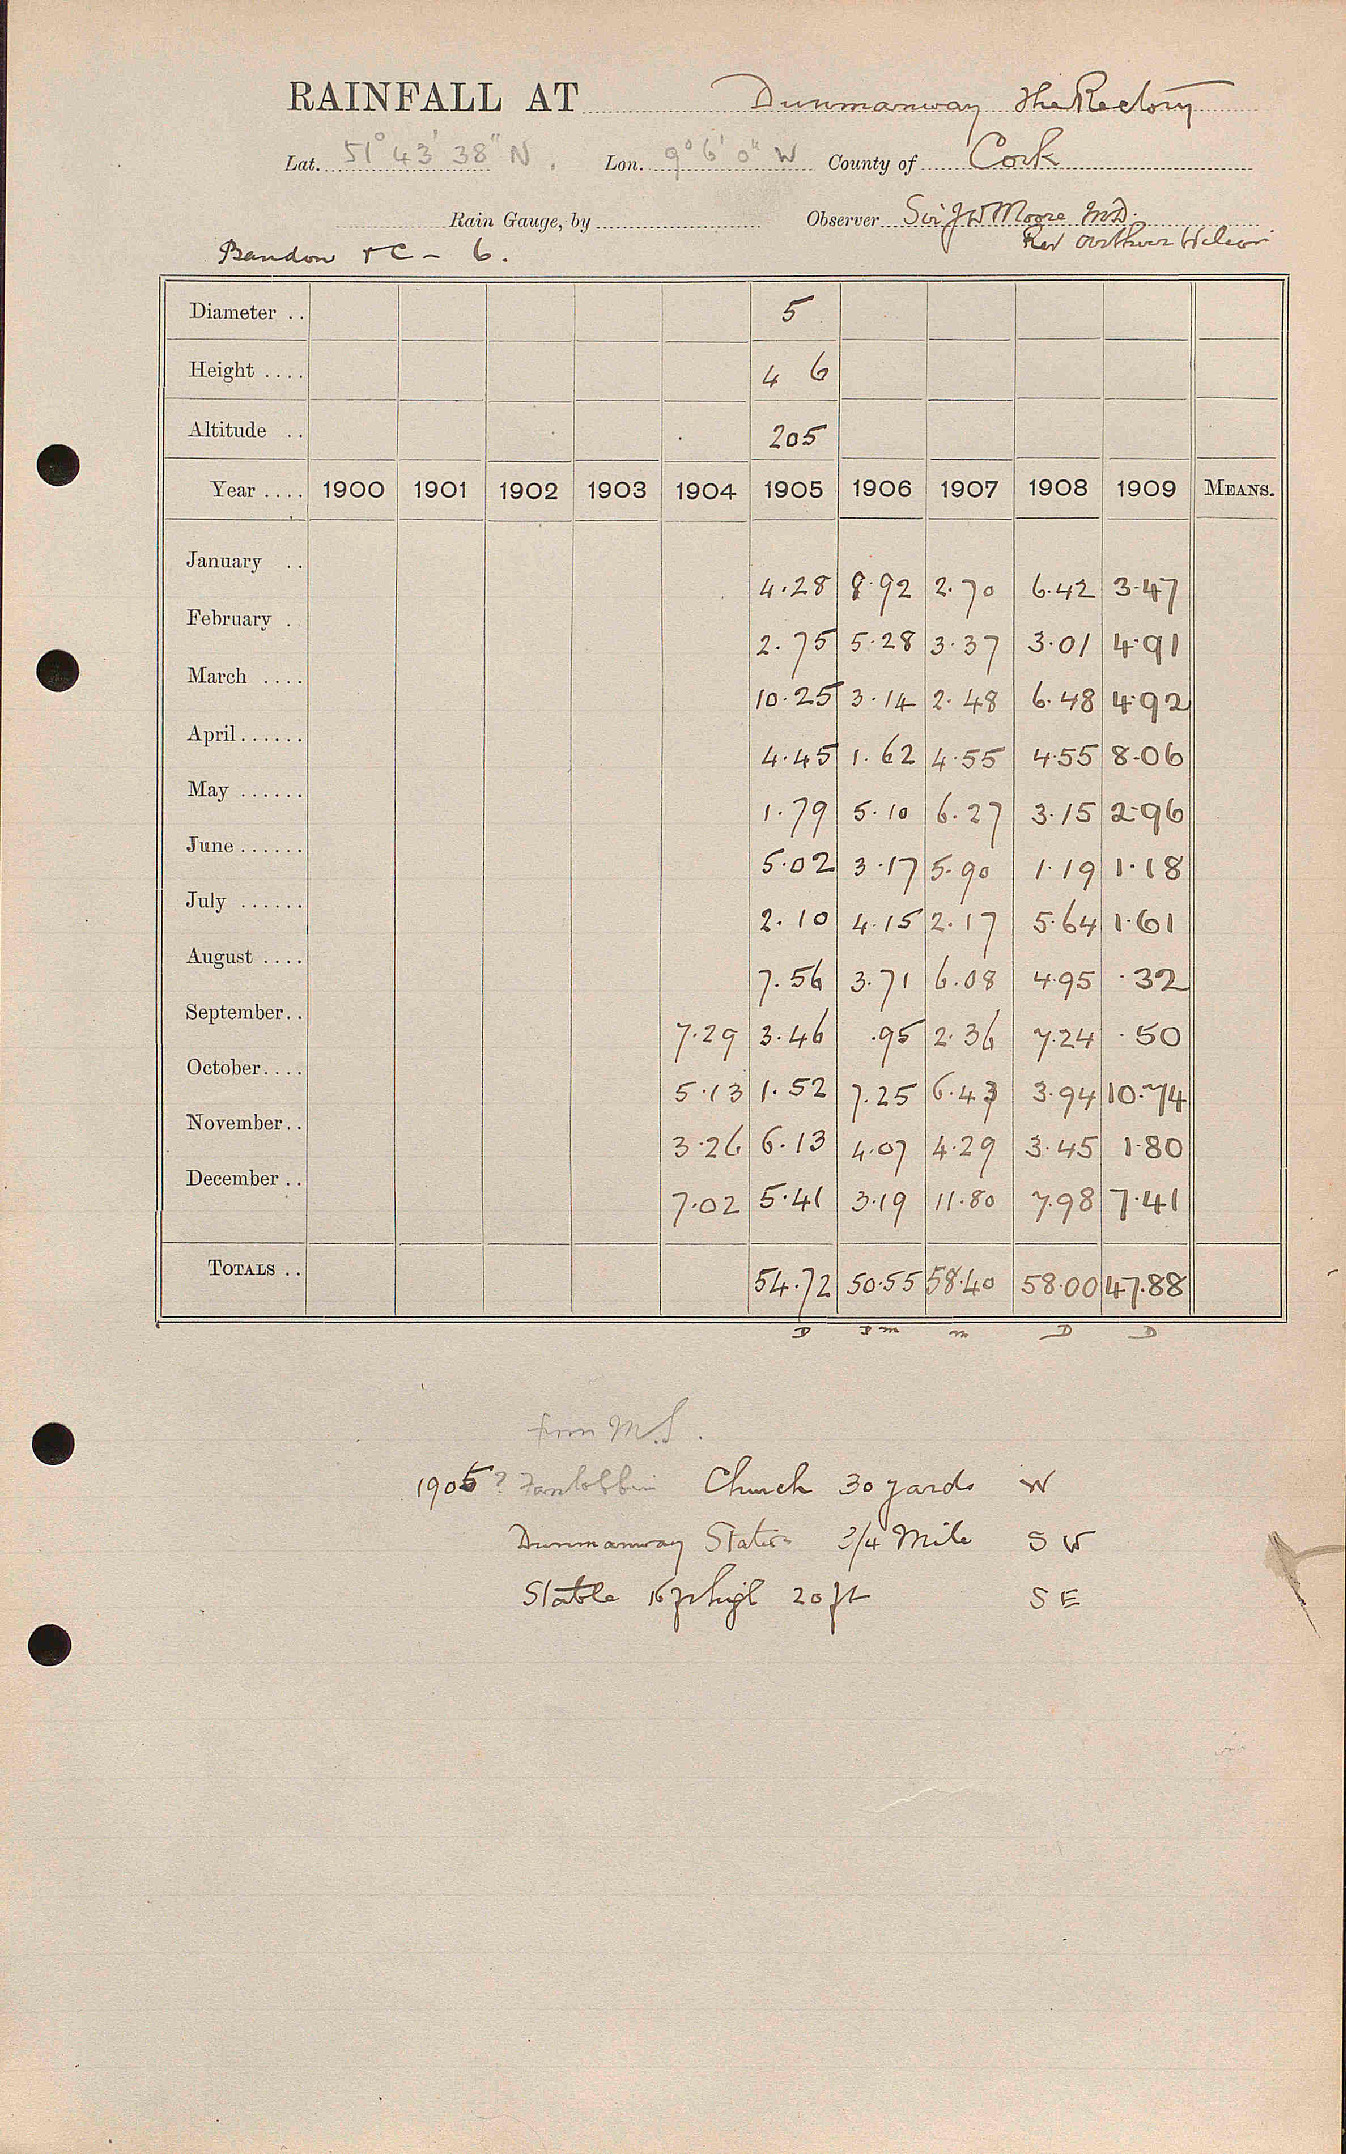 RAINFALL AT Dunmanway The Rectory
Lat. 51° 43' 38" N. Lon. 9° 6' 0" W County of Cork
Rain Gauge, by Observer Sir J W Moore M.D.
Rev Arthur Wilson
Bandon &C - 6.
Diameter .. 5
Height .... 4 6
Altitude .. 205
Year .... 1900 1901 1902 1903 1904 1905 1906 1907 1908 1909 MEANS.
January .. 4.28 8.92 2.70 6.42 3.47
February . 2.75 5.28 3.37 3.01 4.91
March .... 10.25 3.14 2.48 6.48 4.92
April...... 4.45 1.62 4.55 4.55 8.06
May ...... 1.79 5.10 6.27 3.15 2.96
June...... 5.02 3.17 5.90 1.19 1.18
July ...... 2.10 4.15 2.17 5.64 1.61
August .... 7.56 3.71 6.08 4.95 .32
September.. 7.29 3.46 .95 2.36 7.24 .50
October.... 5.13 1.52 7.25 6.43 3.94 10.74
November.. 3.26 6.13 4.07 4.29 3.45 1.80
December.. 7.02 5.41 3.19 11.80 7.98 7.41
TOTALS .. 54.72 50.55 58.40 58.00 47.88
D D m m D D
from M.S.
1905? Fanlobbin Church 30 yards W
Dunmanway Station 3/4 Mile S W
Stable 16 ft high 20 ft S E